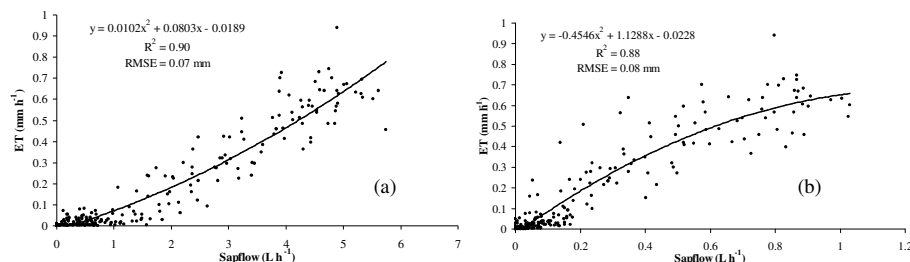 (a)
y = 0.0102x² + 0.0803x - 0.0189
R² = 0.90
RMSE = 0.07 mm
ET (mm h⁻¹)
1
0.9
0.8
0.7
0.6
0.5
0.4
0.3
0.2
0.1
0
0 1 2 3 4 5 6 7
Sapflow (L h⁻¹)
(a)
y = -0.4546x² + 1.1288x - 0.0228
R² = 0.88
RMSE = 0.08 mm
ET (mm h⁻¹)
1
0.9
0.8
0.7
0.6
0.5
0.4
0.3
0.2
0.1
0
0 0.2 0.4 0.6 0.8 1 1.2
Sapflow (L h⁻¹)
(b)